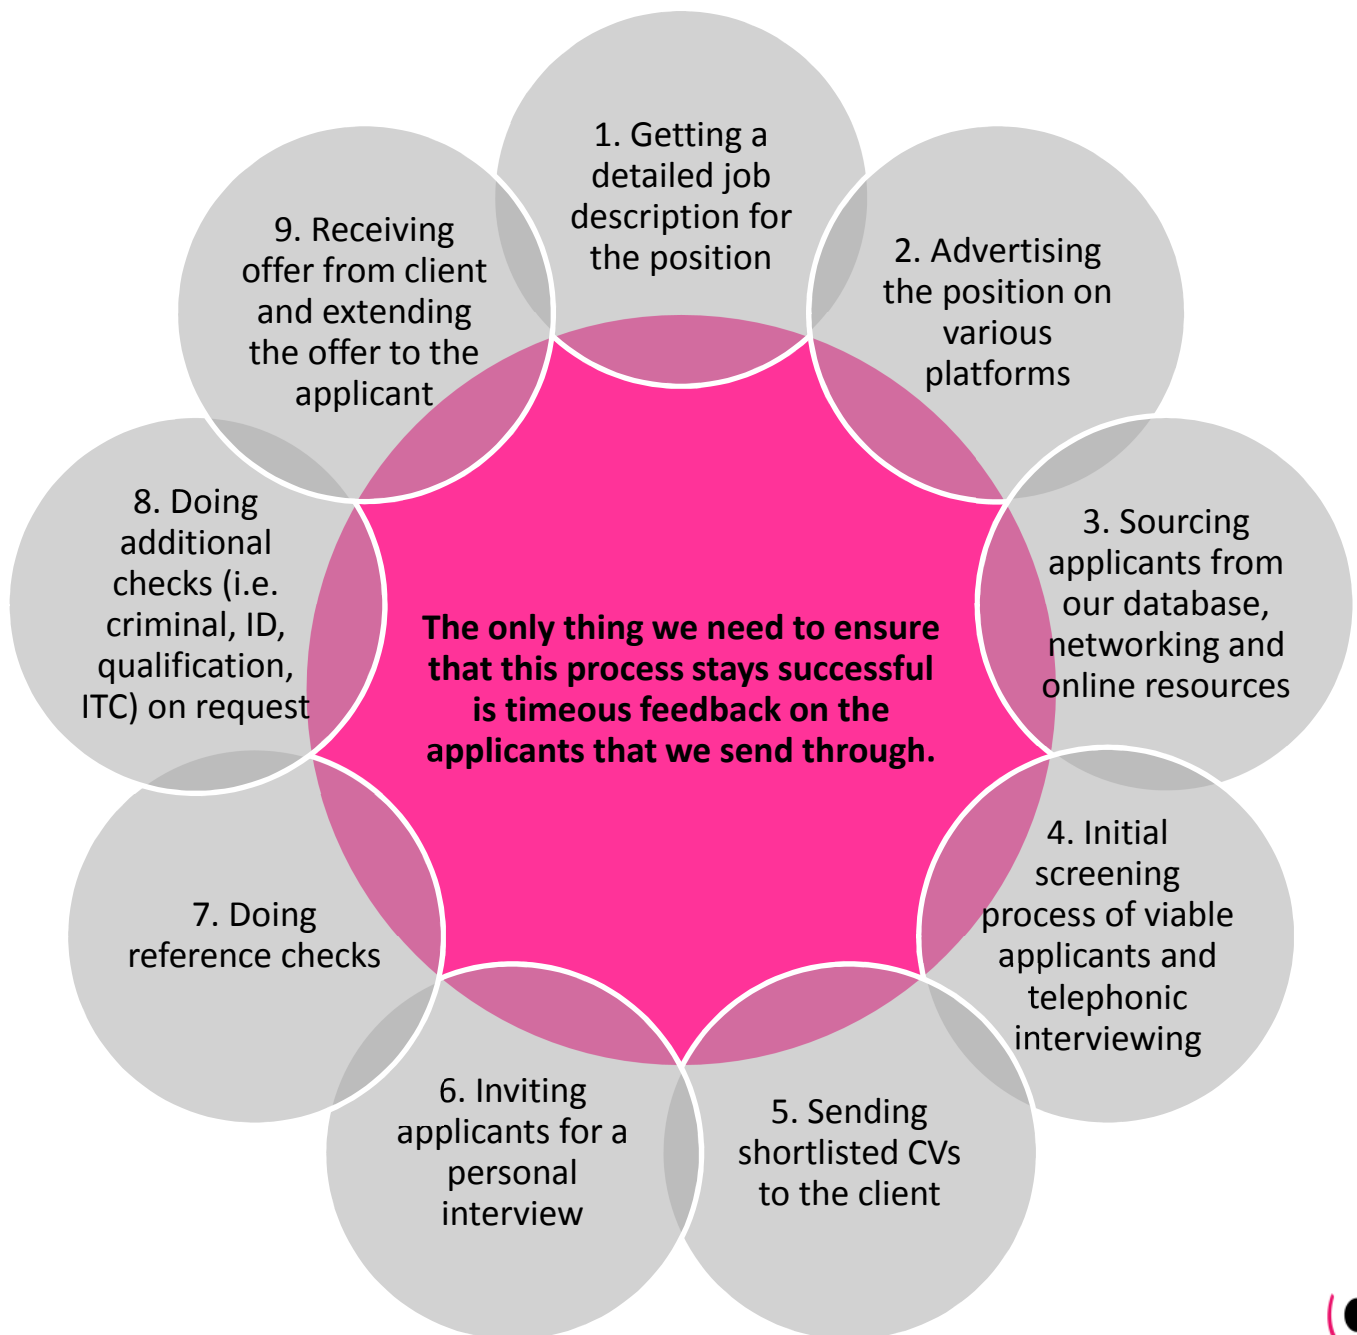 1. Getting a
detailed job
description for
the position
2. Advertising
the position on
various
platforms
3. Sourcing
applicants from
our database,
networking and
online resources
4. Initial
screening
process of viable
applicants and
telephonic
interviewing
5. Sending
shortlisted CVs
to the client
6. Inviting
applicants for a
personal
interview
7. Doing
reference checks
8. Doing
additional
checks (i.e.
criminal, ID,
qualification,
ITC) on request
9. Receiving
offer from client
and extending
the offer to the
applicant
The only thing we need to ensure
that this process stays successful
is timeous feedback on the
applicants that we send through.